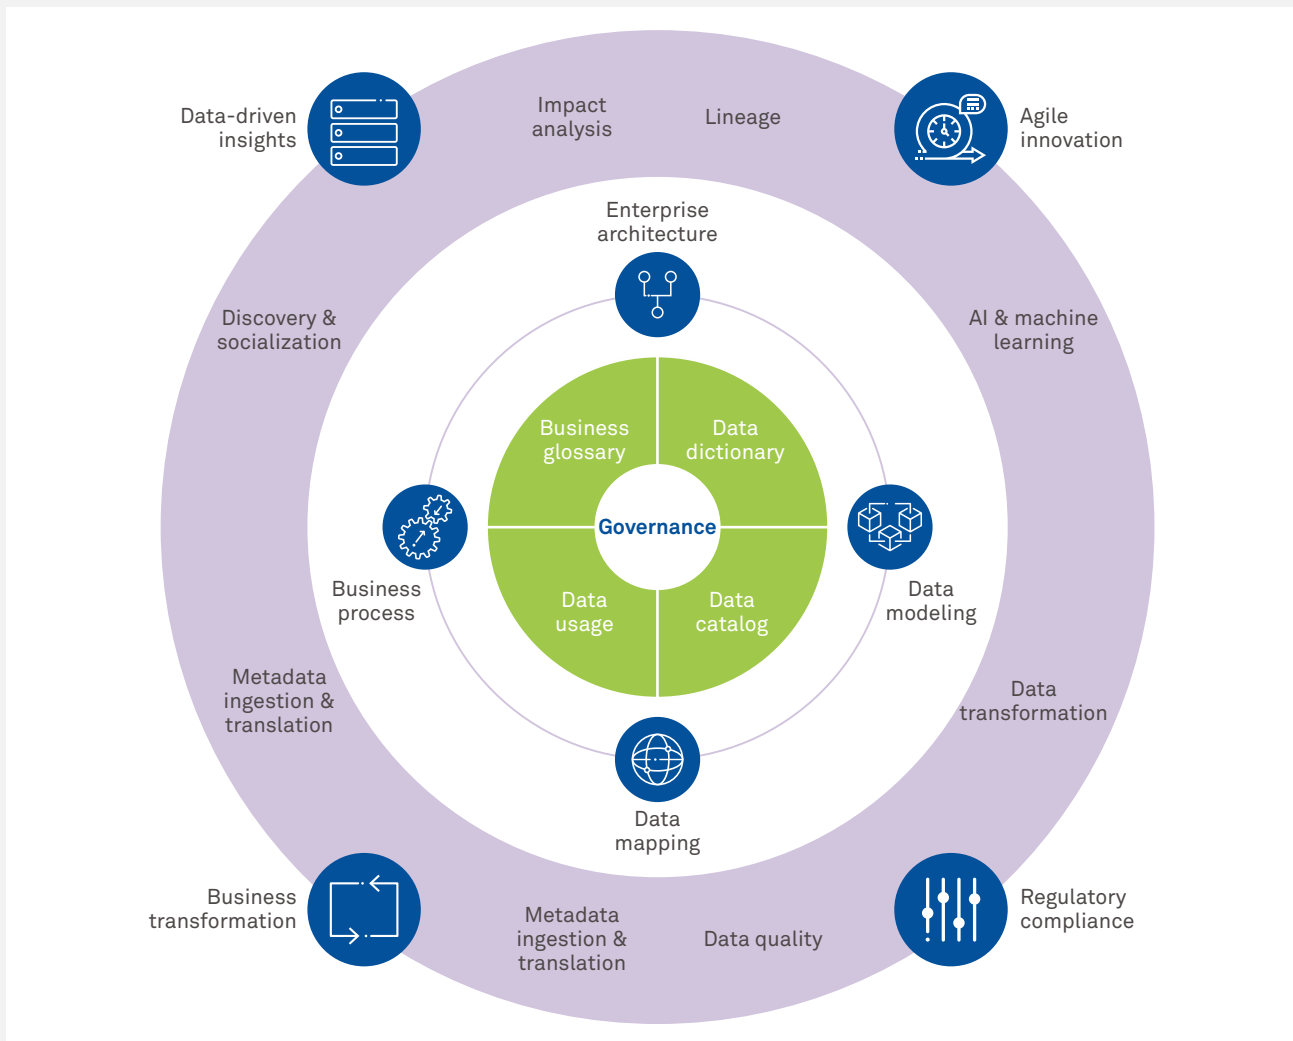 Data-driven
insights
Impact
analysis
Lineage
Agile
innovation
Enterprise
architecture
Discovery &
socialization
AI & machine
learning
Business
glossary
Data
dictionary
Governance
Business
process
Data
usage
Data
catalog
Data
modeling
Metadata
ingestion &
translation
Data
transformation
Data
mapping
Business
transformation
Metadata
ingestion &
translation
Data quality
Regulatory
compliance